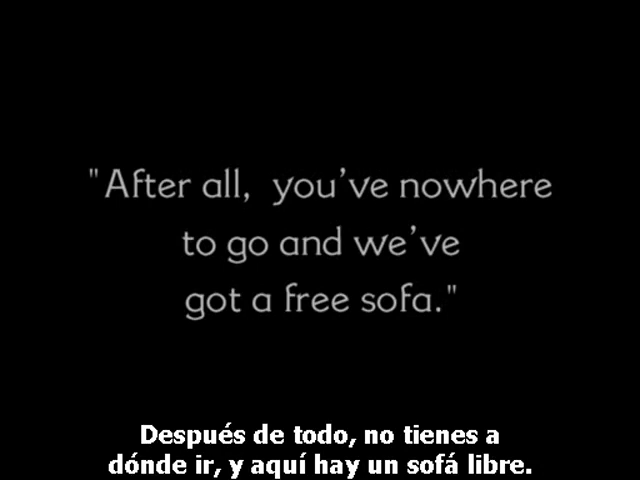 "After all, you've nowhere
to go and we've
got a free sofa."
Después de todo, no tienes a
dónde ir, y aquí hay un sofá libre.